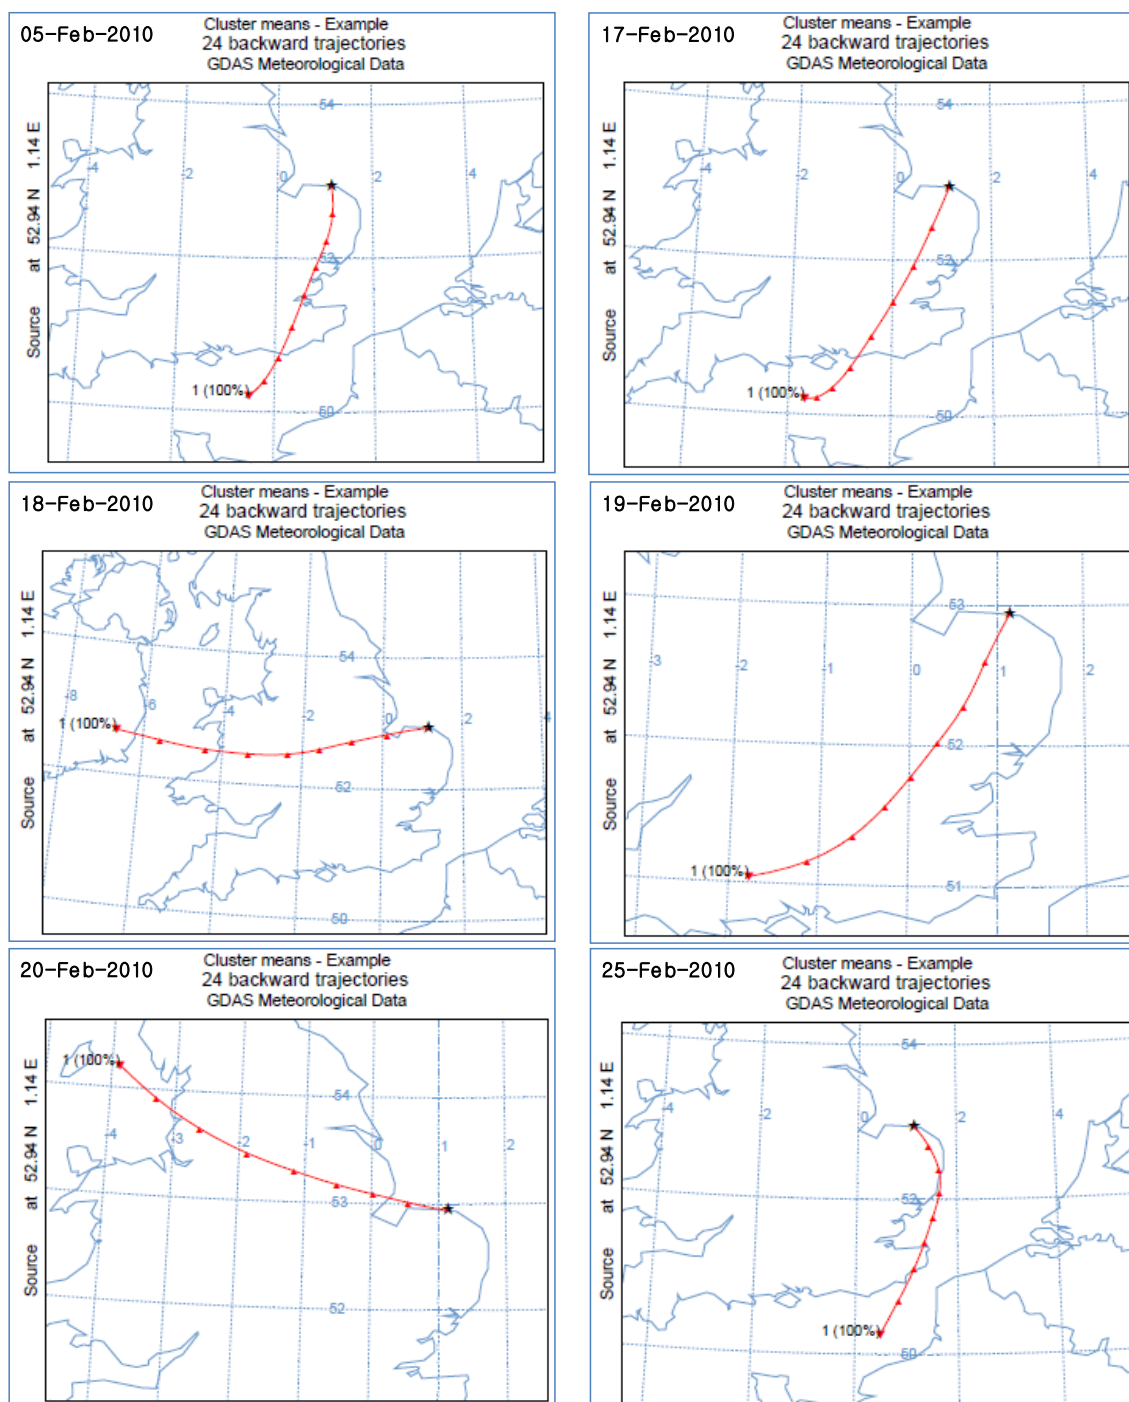 05-Feb-2010
Cluster means - Example
24 backward trajectories
GDAS Meteorological Data
Source at 52.94 N 1.14 E
54
-4
-2
0
2
52
4
1 (100%)
50
17-Feb-2010
Cluster means - Example
24 backward trajectories
GDAS Meteorological Data
Source at 52.94 N 1.14 E
54
-4
-2
0
2
52
4
1 (100%)
50
18-Feb-2010
Cluster means - Example
24 backward trajectories
GDAS Meteorological Data
Source at 52.94 N 1.14 E
54
-8
-6
-4
-2
0
2
4
1 (100%)
52
50
19-Feb-2010
Cluster means - Example
24 backward trajectories
GDAS Meteorological Data
Source at 52.94 N 1.14 E
53
-3
-2
-1
0
1
2
52
1 (100%)
51
20-Feb-2010
Cluster means - Example
24 backward trajectories
GDAS Meteorological Data
Source at 52.94 N 1.14 E
1 (100%)
54
-4
-3
-2
-1
0
1
2
53
52
25-Feb-2010
Cluster means - Example
24 backward trajectories
GDAS Meteorological Data
Source at 52.94 N 1.14 E
54
-4
-2
0
2
4
52
1 (100%)
50